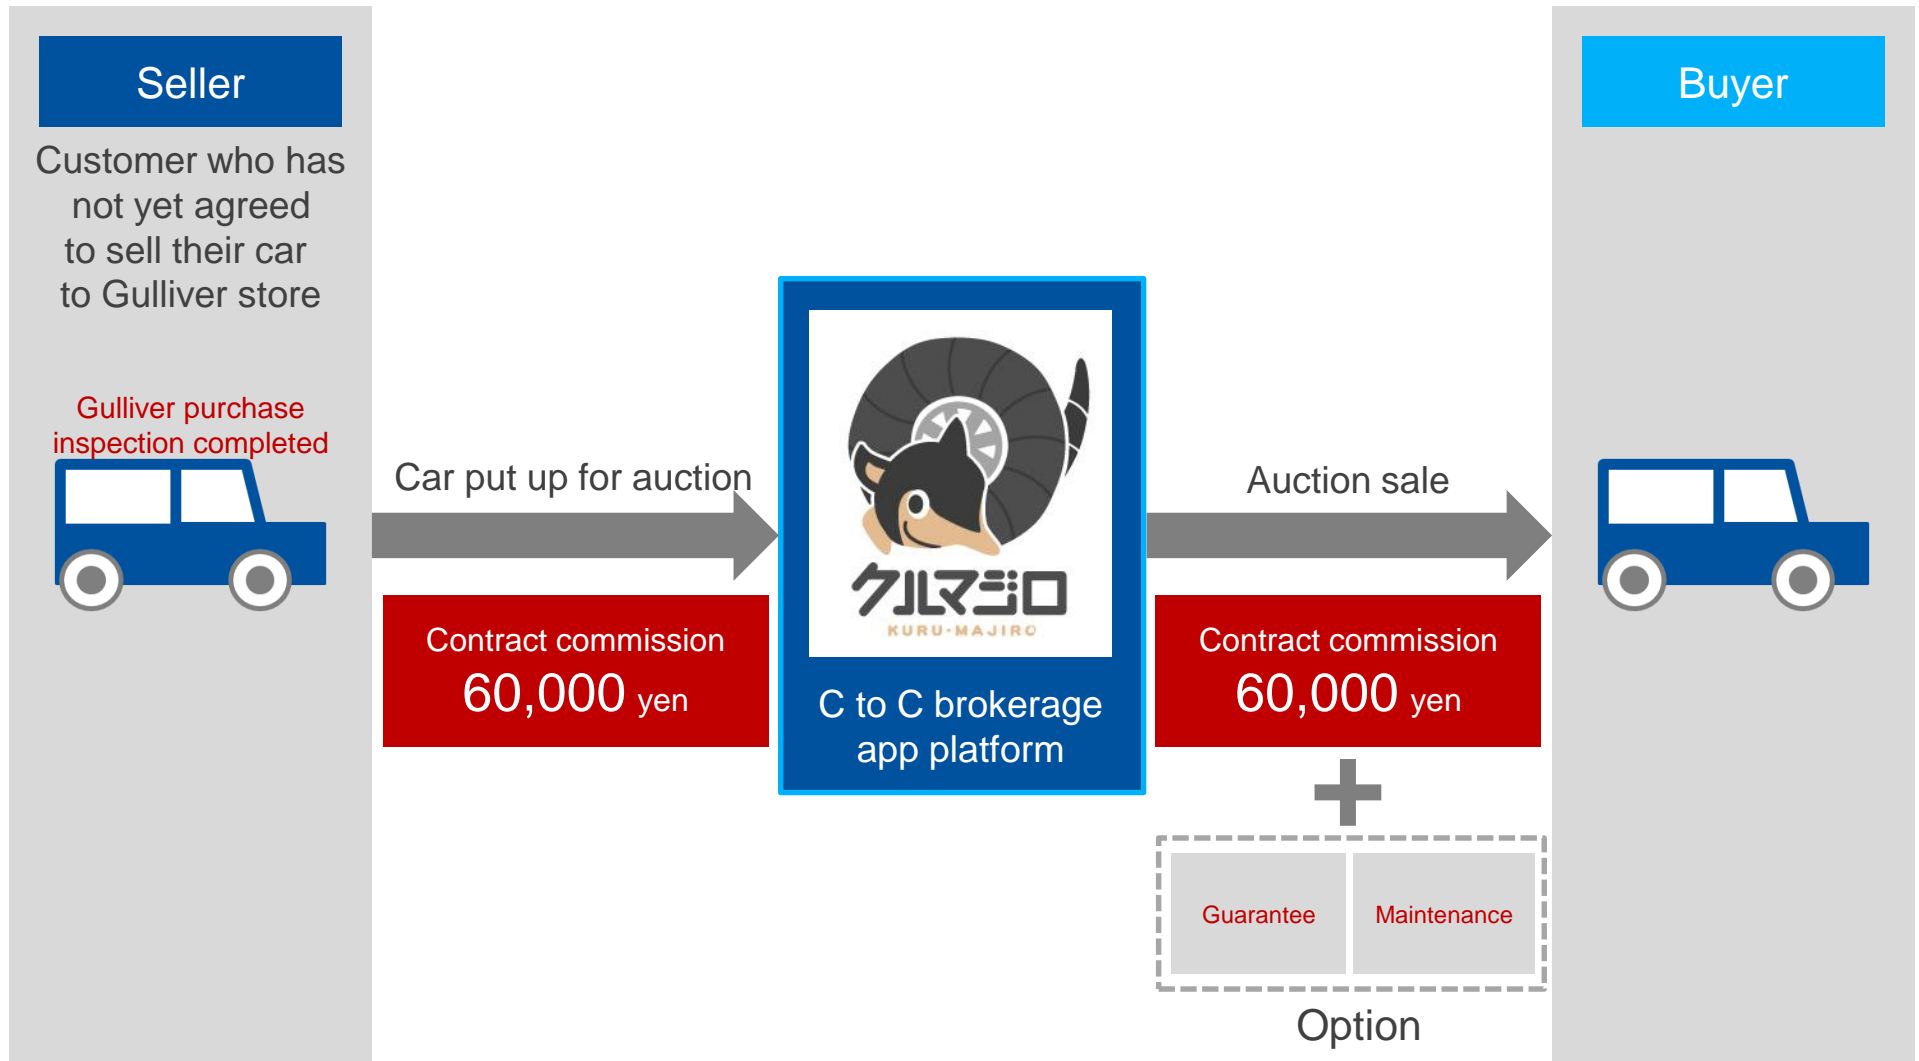 Seller
Customer who has
not yet agreed
to sell their car
to Gulliver store
Gulliver purchase
inspection completed
Car put up for auction
Contract commission
60,000 yen
クルマジロ
KURU-MAJIRO
C to C brokerage
app platform
Auction sale
Contract commission
60,000 yen
Guarantee
Maintenance
Option
Buyer